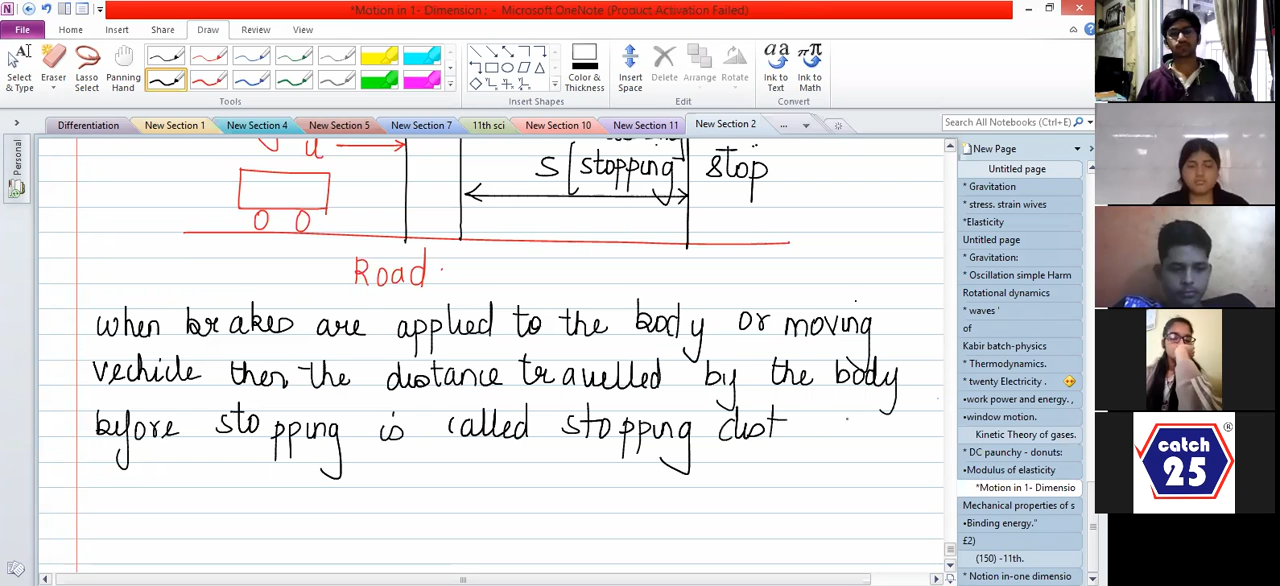 *Motion in 1- Dimension : - Microsoft OneNote (Product Activation Failed)
File Home Insert Share Draw Review View
Select & Type
Eraser
Lasso Select
Panning Hand
Color & Thickness
Insert Space
Delete
Arrange
Rotate
Ink to Text
Ink to Math
Tools
Insert Shapes
Edit
Convert
Differentiation New Section 1 New Section 4 New Section 5 New Section 7 11th sci New Section 10 New Section 11 New Section 2 ...
Search All Notebooks (Ctrl+E)
Personal
u
S [stopping] stop
Road
when brakes are applied to the body or moving
vechicle then the distance travelled by the body
before stopping is called stopping dist
New Page
Untitled page
* Gravitation
* stress. strain wives
*Elasticity
Untitled page
* Gravitation:
* Oscillation simple Harm
Rotational dynamics
* waves '
of
Kabir batch-physics
* Thermodynamics.
* twenty Electricity .
•work power and energy. ,
•window motion.
Kinetic Theory of gases.
* DC paunchy - donuts:
•Modulus of elasticity
*Motion in 1- Dimensio
Mechanical properties of s
•Binding energy."
£2)
(150) -11th.
* Notion in-one dimensio
catch
25
®